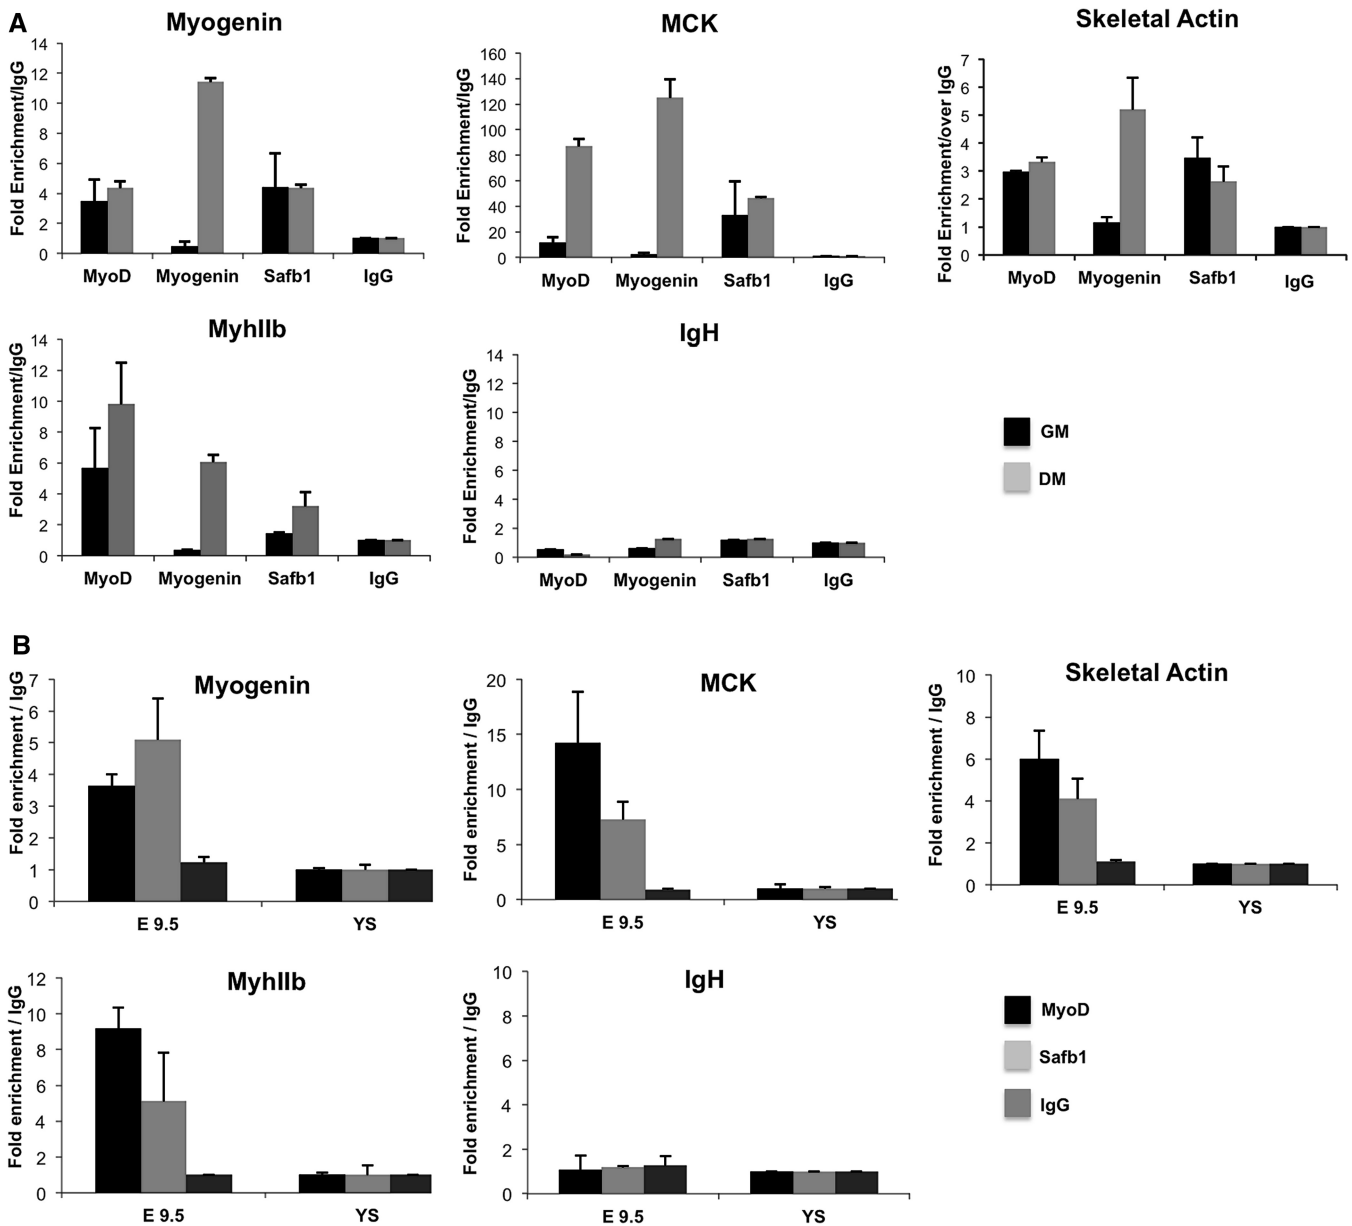 A
Myogenin
MCK
Skeletal Actin
Fold Enrichment/IgG
14
12
10
8
6
4
2
0
MyoD Myogenin Safb1 IgG
Fold Enrichment/IgG
160
140
120
100
80
60
40
20
0
MyoD Myogenin Safb1 IgG
Fold Enrichment/over IgG
7
6
5
4
3
2
1
0
MyoD Myogenin Safb1 IgG
MyhIIb
IgH
Fold Enrichment/IgG
14
12
10
8
6
4
2
0
MyoD Myogenin Safb1 IgG
Fold Enrichment/IgG
14
12
10
8
6
4
2
0
MyoD Myogenin Safb1 IgG
GM
DM
B
Myogenin
MCK
Skeletal Actin
Fold enrichment / IgG
7
6
5
4
3
2
1
0
E 9.5 YS
Fold enrichment / IgG
20
15
10
5
0
E 9.5 YS
Fold enrichment / IgG
10
8
6
4
2
0
E 9.5 YS
MyhIIb
IgH
Fold enrichment / IgG
12
10
8
6
4
2
0
E 9.5 YS
Fold enrichment / IgG
10
8
6
4
2
0
E 9.5 YS
MyoD
Safb1
IgG